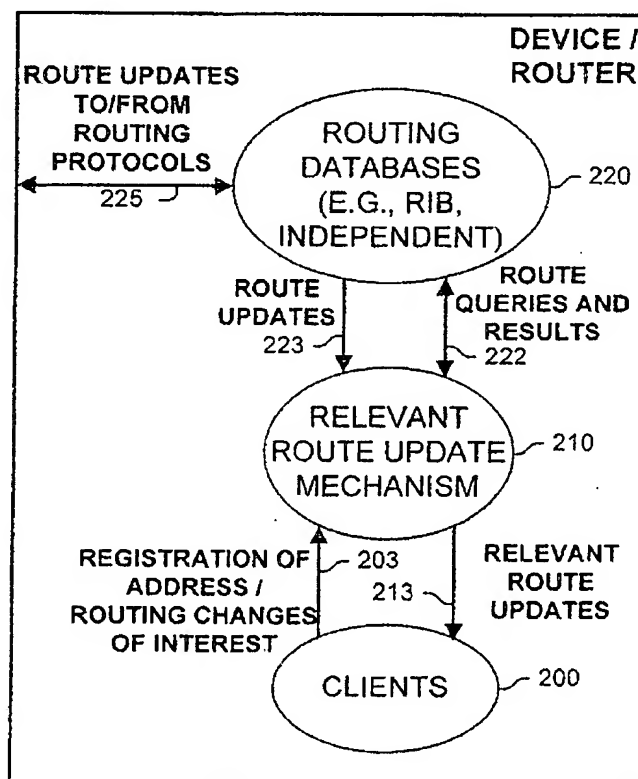 DEVICE /
ROUTER
ROUTE UPDATES
TO/FROM
ROUTING
PROTOCOLS
225
ROUTING
DATABASES
(E.G., RIB,
INDEPENDENT)
220
ROUTE
UPDATES
223
ROUTE
QUERIES AND
RESULTS
222
RELEVANT
ROUTE UPDATE
MECHANISM
210
REGISTRATION OF
ADDRESS /
ROUTING CHANGES
OF INTEREST
203
213
RELEVANT
ROUTE
UPDATES
CLIENTS
200